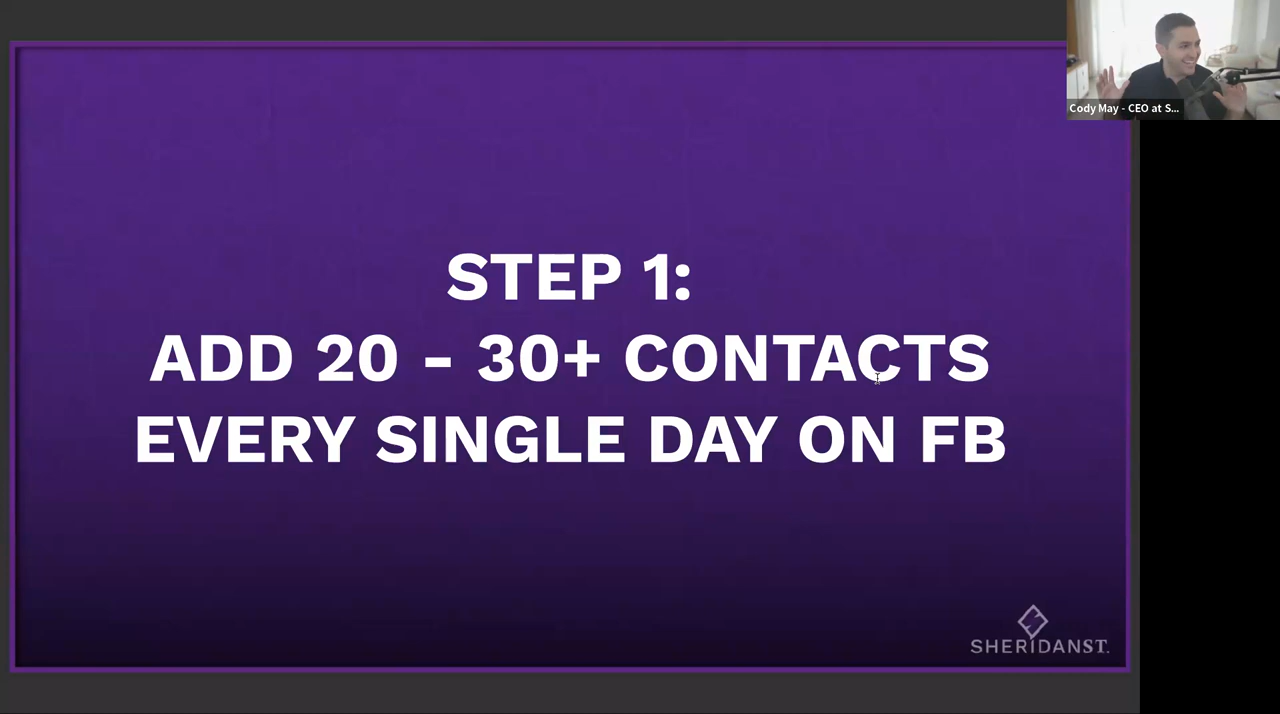 Cody May - CEO at S...
STEP 1:
ADD 20 - 30+ CONTACTS
EVERY SINGLE DAY ON FB
SHERIDANST.